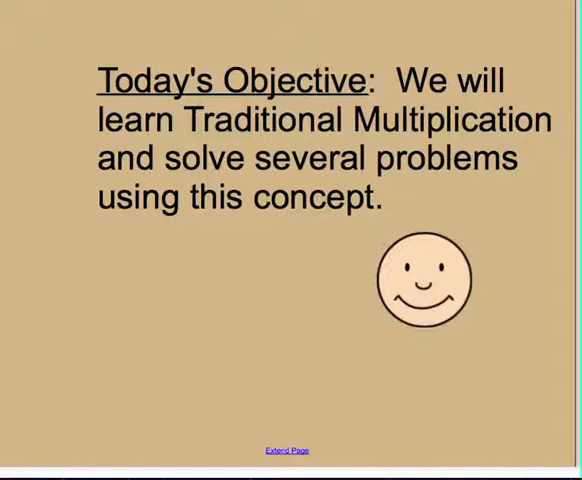 Today's Objective:  We will
learn Traditional Multiplication
and solve several problems
using this concept.
Extend Page